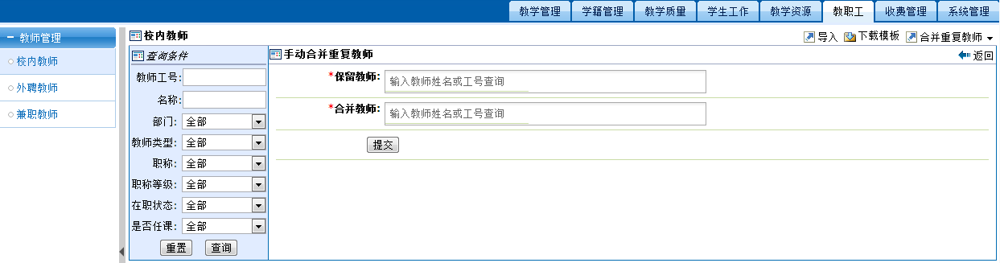 教学管理 学籍管理 教学质量 学生工作 教学资源 教职工 收费管理 系统管理
教师管理
校内教师
外聘教师
兼职教师
校内教师
导入 下载模板 合并重复教师
查询条件
教师工号:
名称:
部门: 全部
教师类型: 全部
职称: 全部
职称等级: 全部
在职状态: 全部
是否任课: 全部
重置 查询
手动合并重复教师
返回
*保留教师: 输入教师姓名或工号查询
*合并教师: 输入教师姓名或工号查询
提交